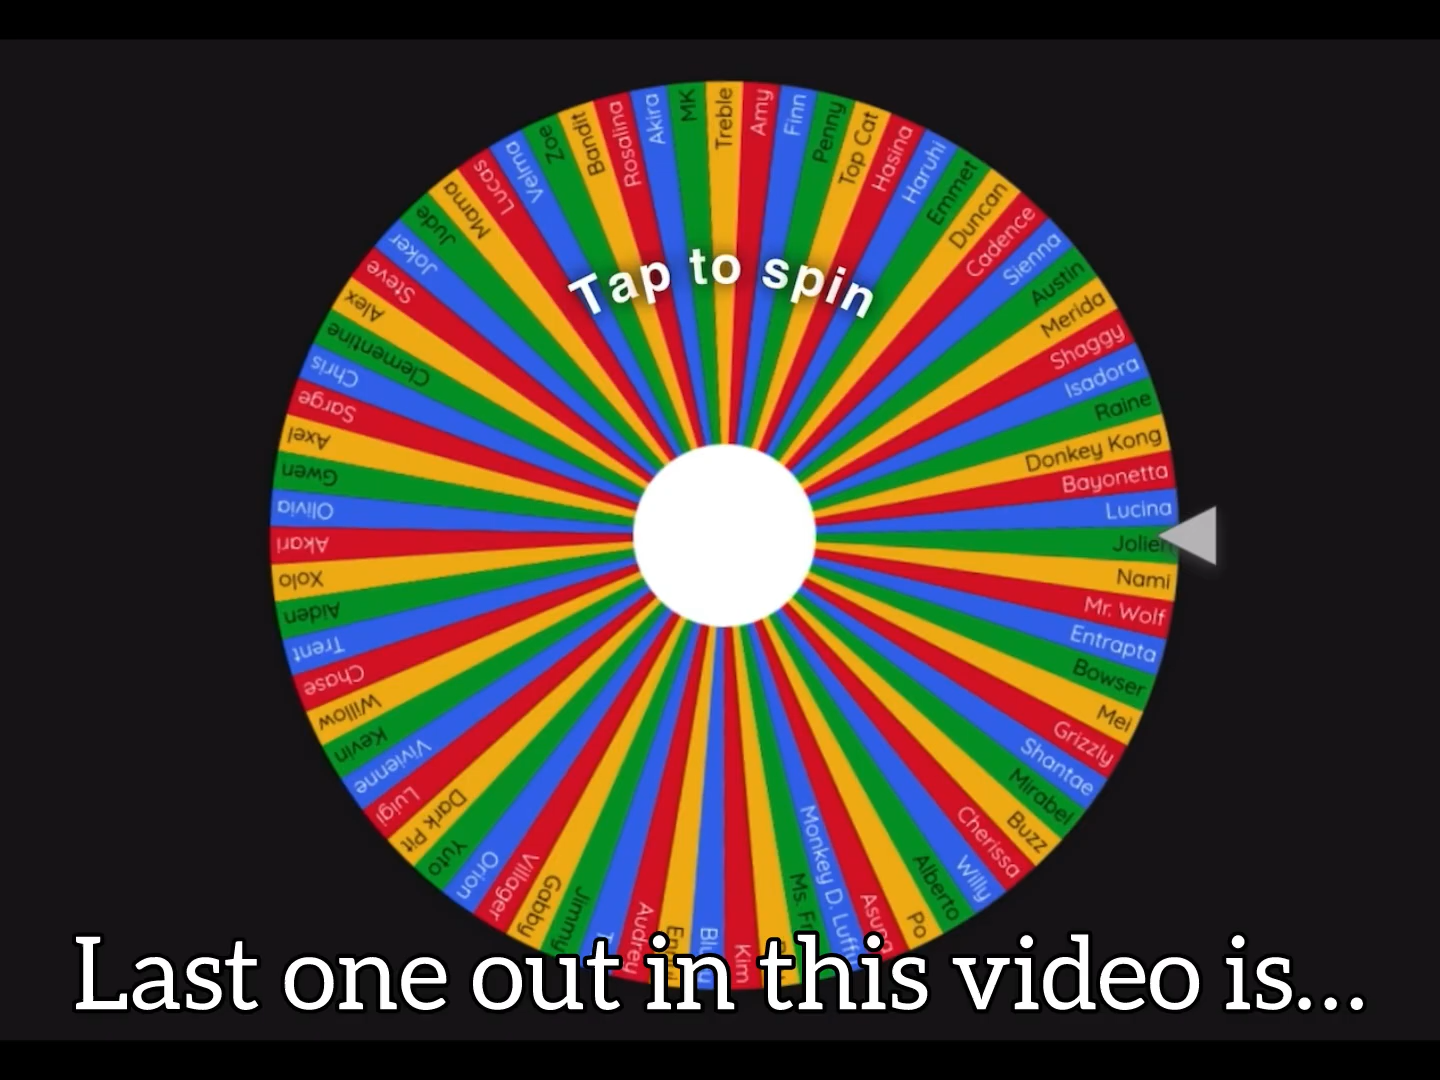 Treble
Amy
Finn
Penny
Top Cat
Hasina
Haruhi
Emmet
Duncan
Cadence
Sienna
Austin
Merida
Shaggy
Isadora
Raine
Donkey Kong
Bayonetta
Lucina
Nami
Mr. Wolf
Entrapta
Bowser
Mei
Grizzly
Shantae
Mirabel
Buzz
Cherissa
Willy
Alberto
Po
Monkey D.
Ms.
Kim
Audrey
Jimmy
Gabby
Villager
Orion
Yuto
Dark Pit
Luigi
Vivienne
Kevin
Willow
Chase
Trent
Aiden
Xolo
Akari
Olivia
Gwen
Axel
Sarge
Chris
Clementine
Alex
Steve
Joker
Jude
Mama
Lucas
Velma
Zoe
Bandit
Rosalina
Akira
MK
Tap to spin
Last one out in this video is...